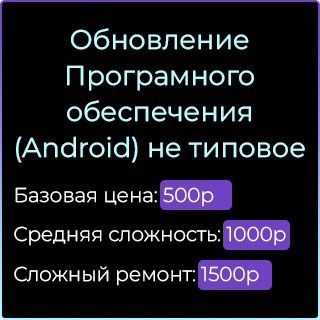 Обновление
Програмного
обеспечения
(Android) не типовое
Базовая цена: 500р
Средняя сложность: 1000р
Сложный ремонт: 1500р